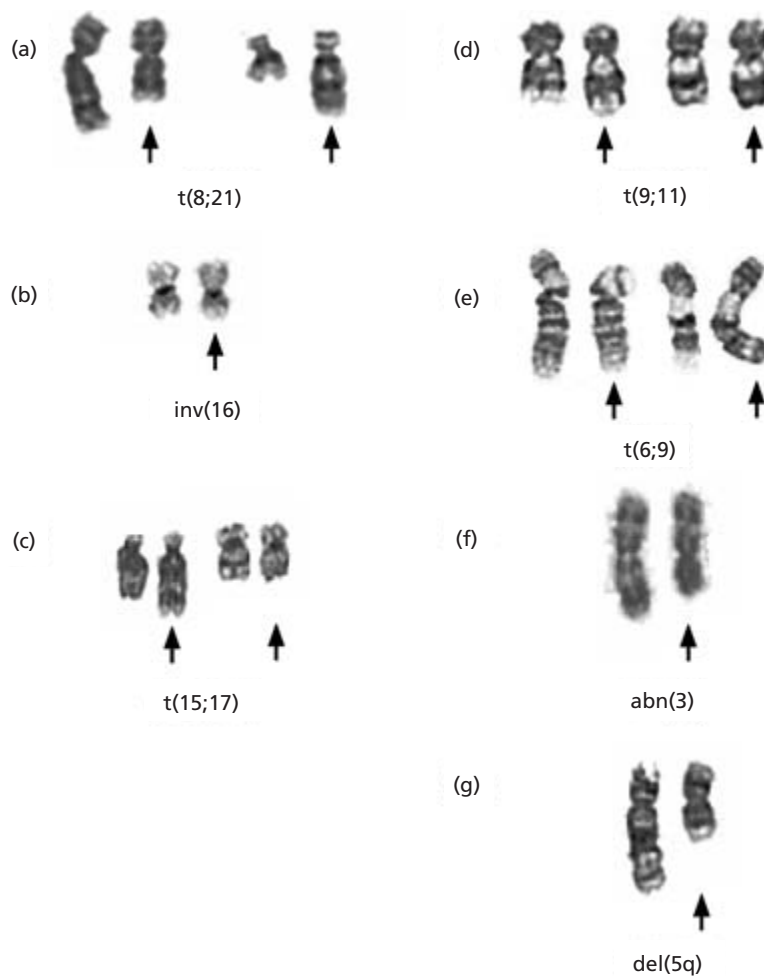 (a)
t(8;21)
(b)
inv(16)
(c)
t(15;17)
(d)
t(9;11)
(e)
t(6;9)
(f)
abn(3)
(g)
del(5q)